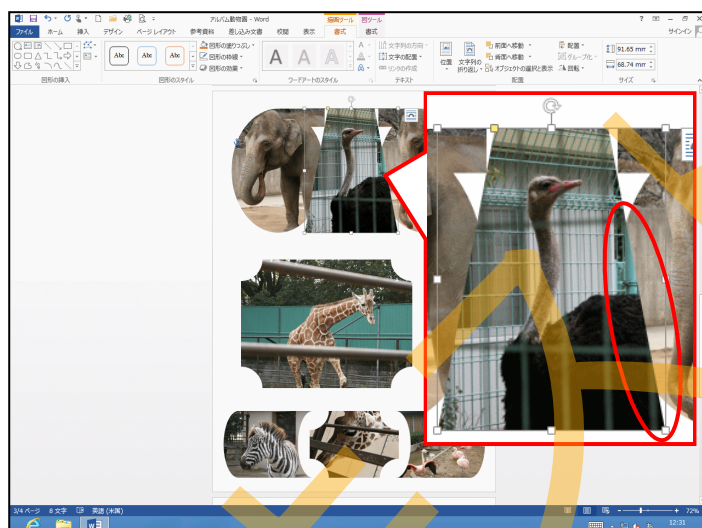 アルバム動物園 - Word
描画ツール 図ツール
サインイン
ファイル ホーム 挿入 デザイン ページ レイアウト 参考資料 差し込み文書 校閲 表示 書式 書式
Abc Abc Abc
図形の塗りつぶし
図形の枠線
図形の効果
A A A
文字列の方向
文字の配置
リンクの作成
位置
文字列の
折り返し
前面へ移動
背面へ移動
オブジェクトの選択と表示
配置
グループ化
回転
91.65 mm
68.74 mm
図形の挿入 図形のスタイル ワードアートのスタイル テキスト 配置 サイズ
3/4 ページ 8 文字 英語 (米国) 72%
12:31